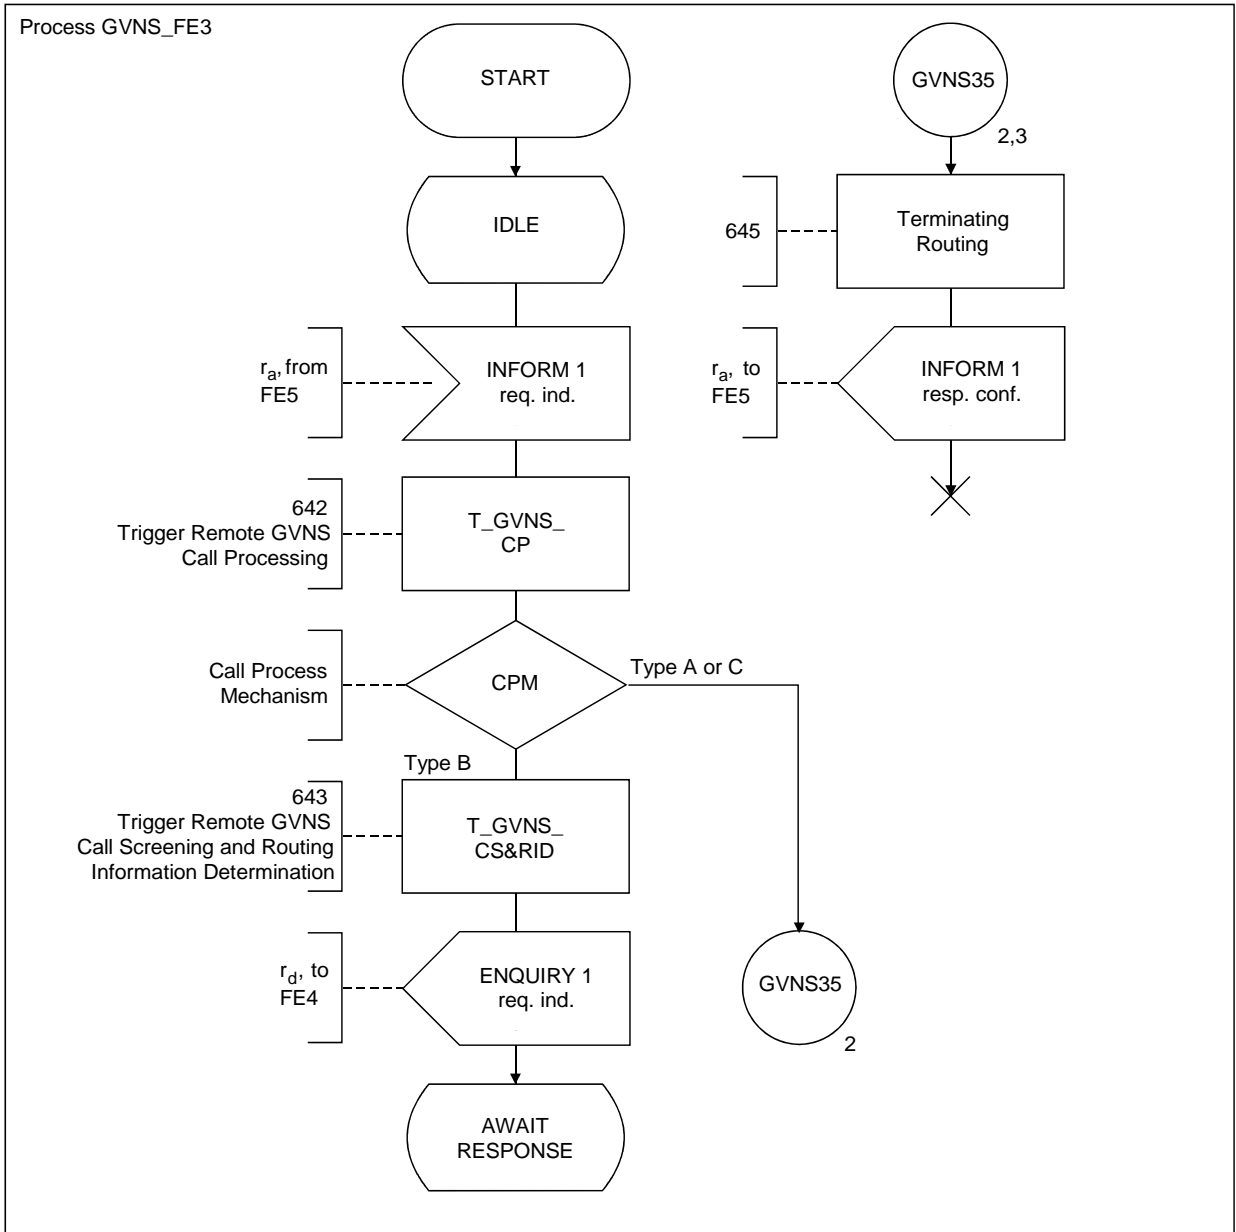 Process GVNS_FE3
START
IDLE
ra, from
FE5
INFORM 1
req. ind.
642
Trigger Remote GVNS
Call Processing
T_GVNS_
CP
Call Process
Mechanism
CPM
Type A or C
Type B
643
Trigger Remote GVNS
Call Screening and Routing
Information Determination
T_GVNS_
CS&RID
rd, to
FE4
ENQUIRY 1
req. ind.
AWAIT
RESPONSE
GVNS35
2
GVNS35
2,3
645
Terminating
Routing
ra, to
FE5
INFORM 1
resp. conf.